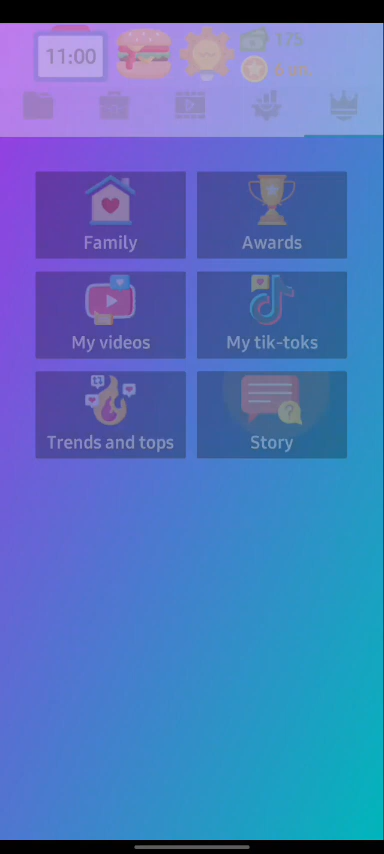 11:00
175
Family
Awards
My videos
My tik-toks
Trends and tops
Story